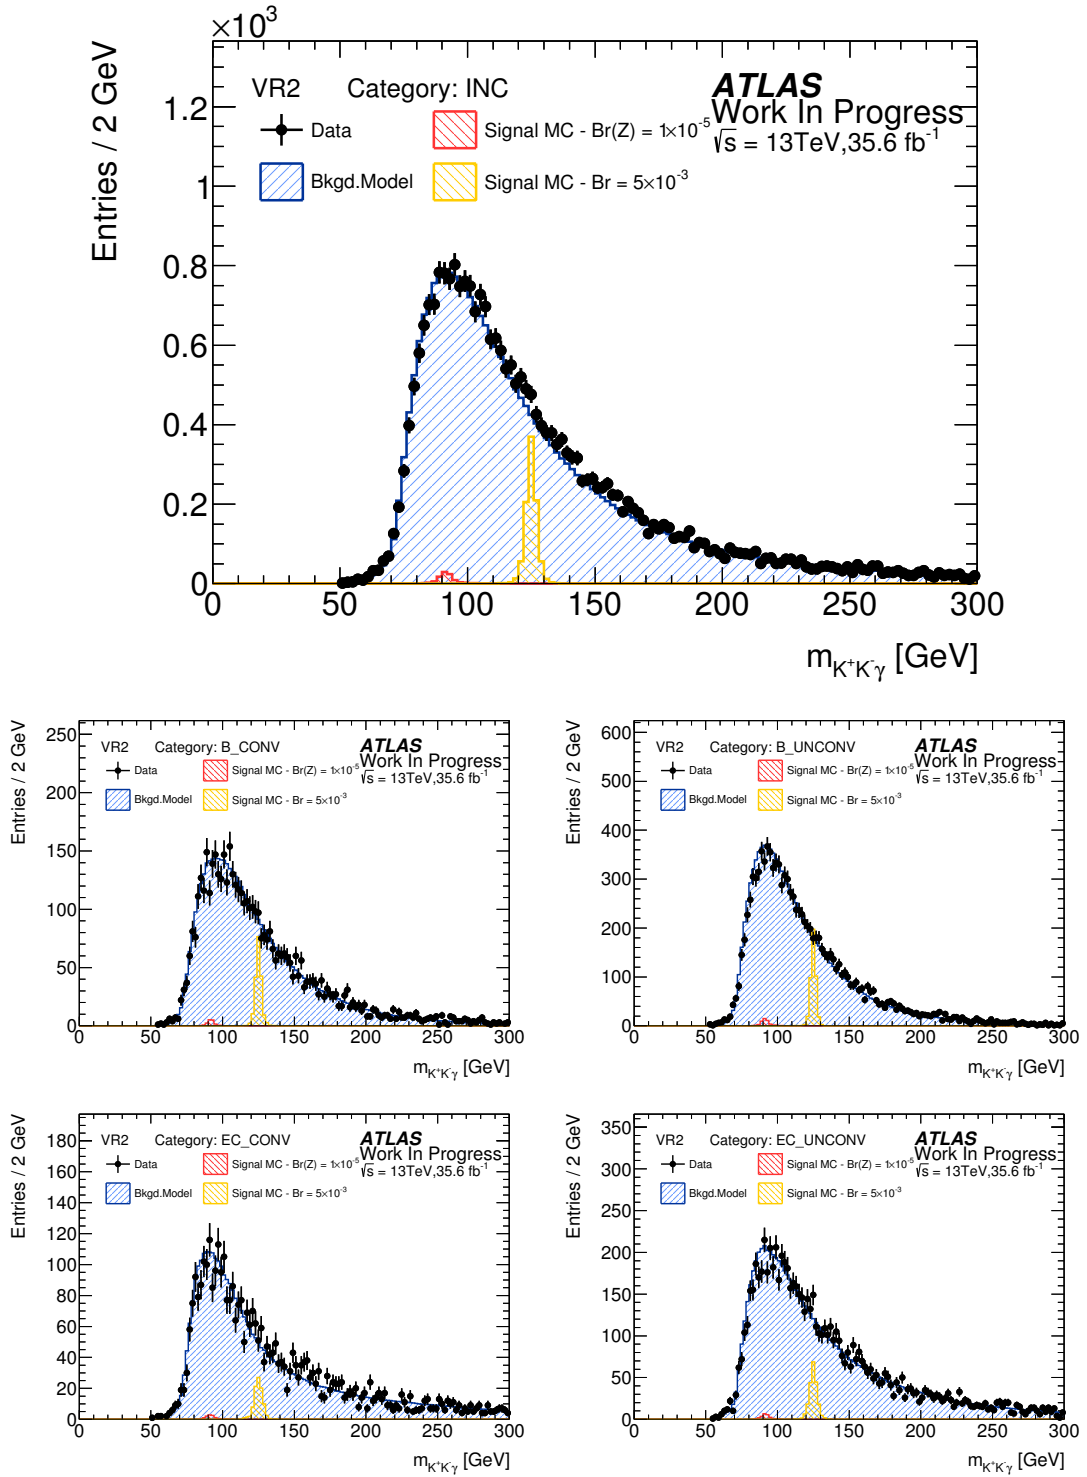 ×10³
Entries / 2 GeV
VR2 Category: INC
Data
Bkgd.Model
Signal MC - Br(Z) = 1×10⁻⁵
Signal MC - Br = 5×10⁻³
ATLAS
Work In Progress
√s = 13TeV,35.6 fb⁻¹
1.2
1
0.8
0.6
0.4
0.2
0
0 50 100 150 200 250 300
m_K⁺K⁻γ [GeV]
Entries / 2 GeV
VR2 Category: B_CONV
Data
Bkgd.Model
Signal MC - Br(Z) = 1×10⁻⁵
Signal MC - Br = 5×10⁻³
ATLAS
Work In Progress
√s = 13TeV,35.6 fb⁻¹
250
200
150
100
50
0
0 50 100 150 200 250 300
m_K⁺K⁻γ [GeV]
Entries / 2 GeV
VR2 Category: B_UNCONV
Data
Bkgd.Model
Signal MC - Br(Z) = 1×10⁻⁵
Signal MC - Br = 5×10⁻³
ATLAS
Work In Progress
√s = 13TeV,35.6 fb⁻¹
600
500
400
300
200
100
0
0 50 100 150 200 250 300
m_K⁺K⁻γ [GeV]
Entries / 2 GeV
VR2 Category: EC_CONV
Data
Bkgd.Model
Signal MC - Br(Z) = 1×10⁻⁵
Signal MC - Br = 5×10⁻³
ATLAS
Work In Progress
√s = 13TeV,35.6 fb⁻¹
180
160
140
120
100
80
60
40
20
0
0 50 100 150 200 250 300
m_K⁺K⁻γ [GeV]
Entries / 2 GeV
VR2 Category: EC_UNCONV
Data
Bkgd.Model
Signal MC - Br(Z) = 1×10⁻⁵
Signal MC - Br = 5×10⁻³
ATLAS
Work In Progress
√s = 13TeV,35.6 fb⁻¹
350
300
250
200
150
100
50
0
0 50 100 150 200 250 300
m_K⁺K⁻γ [GeV]